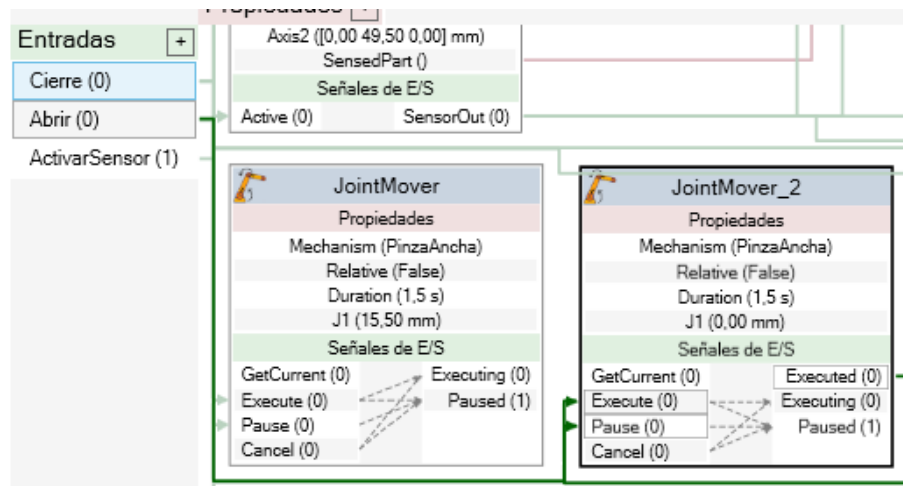 Propiedades +
Entradas +
Cierre (0)
Abrir (0)
ActivarSensor (1)
Axis2 ([0,00 49,50 0,00] mm)
SensedPart ()
Señales de E/S
Active (0) SensorOut (0)
JointMover
Propiedades
Mechanism (PinzaAncha)
Relative (False)
Duration (1,5 s)
J1 (15,50 mm)
Señales de E/S
GetCurrent (0) Executing (0)
Execute (0) Paused (1)
Pause (0)
Cancel (0)
JointMover_2
Propiedades
Mechanism (PinzaAncha)
Relative (False)
Duration (1,5 s)
J1 (0,00 mm)
Señales de E/S
GetCurrent (0) Executed (0)
Execute (0) Executing (0)
Pause (0) Paused (1)
Cancel (0)